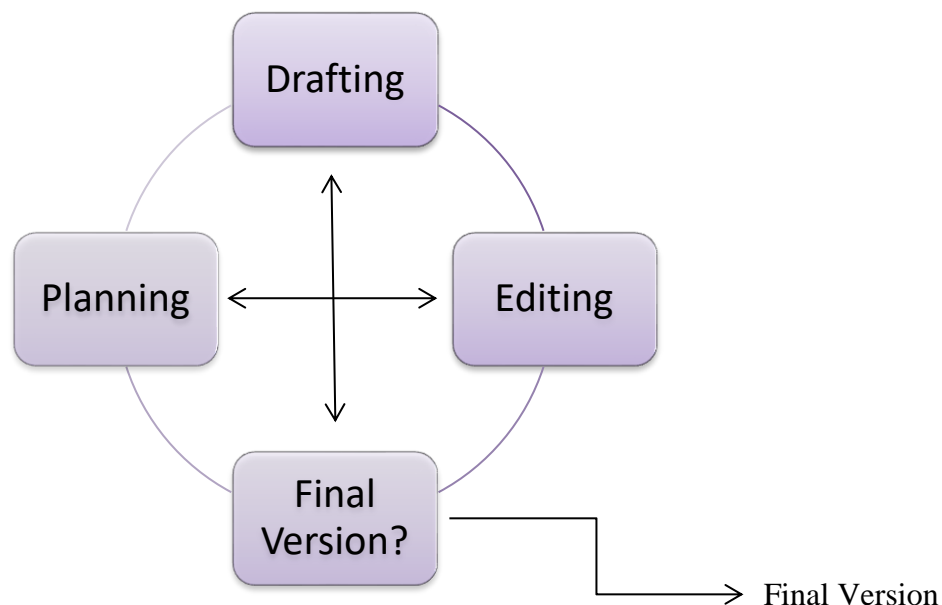 Drafting
Planning
Editing
Final
Version?
Final Version